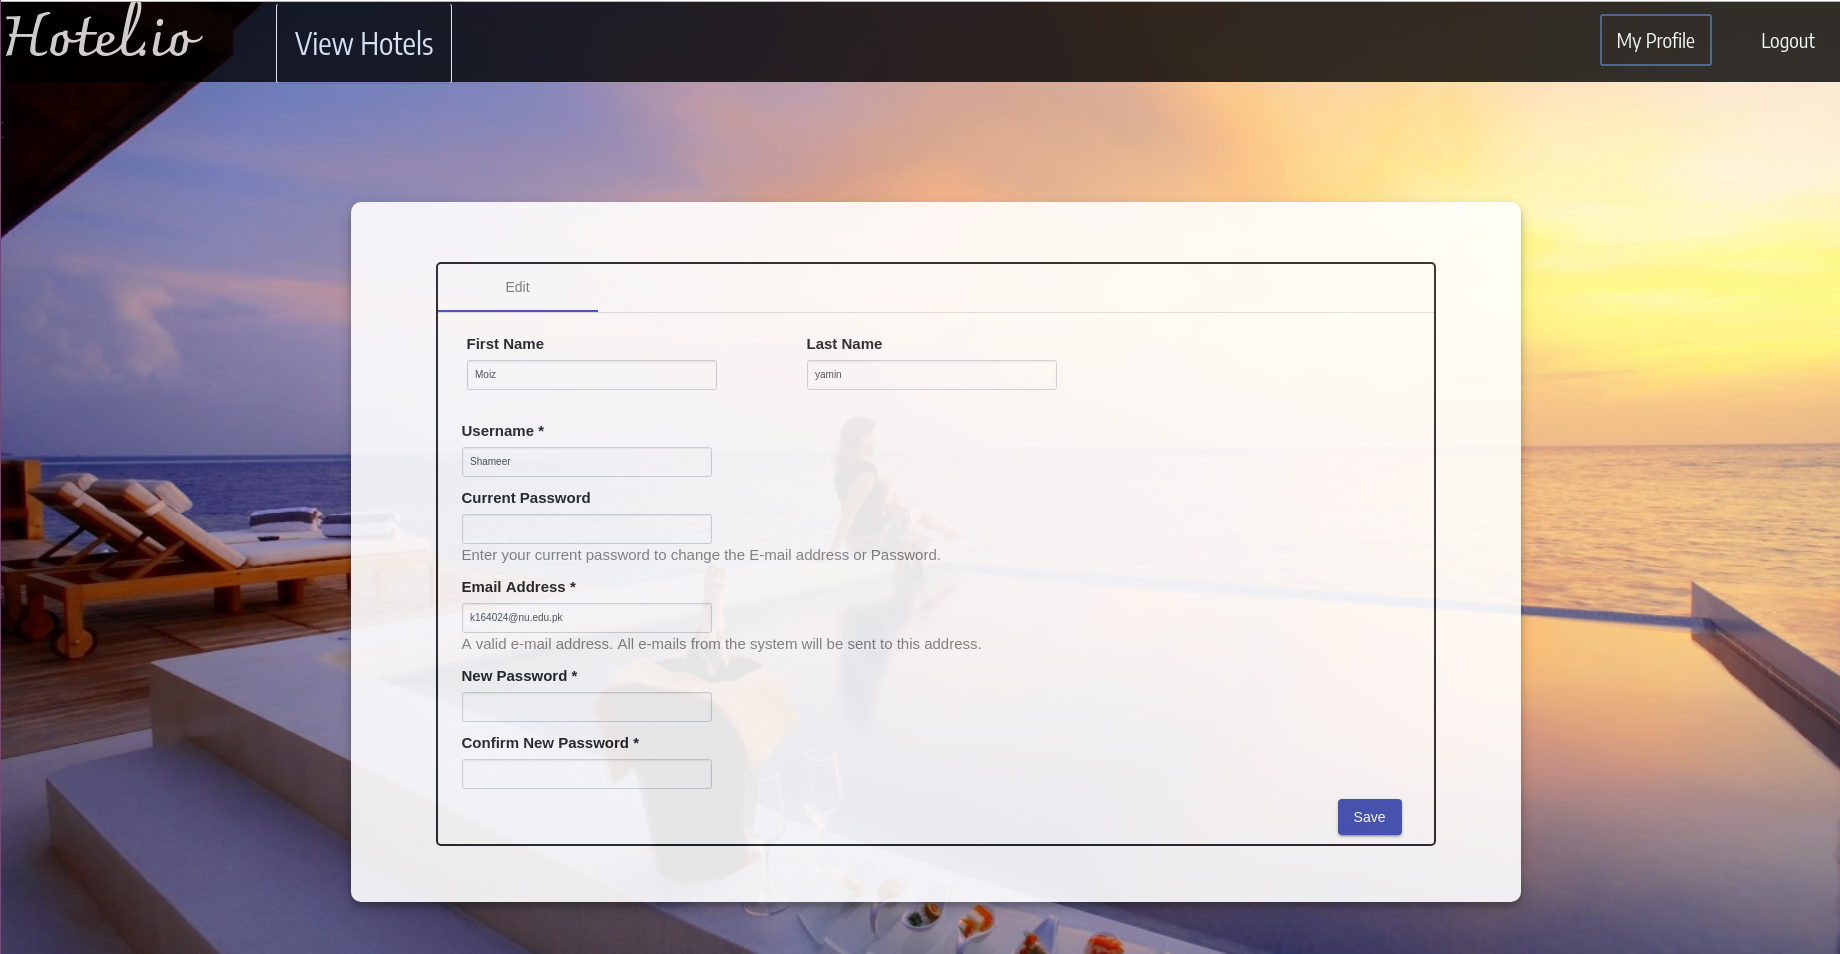 Hotel.io
View Hotels
My Profile
Logout
Edit
First Name
Last Name
Moiz
yamin
Username *
Shameer
Current Password
Enter your current password to change the E-mail address or Password.
Email Address *
k164024@nu.edu.pk
A valid e-mail address. All e-mails from the system will be sent to this address.
New Password *
Confirm New Password *
Save